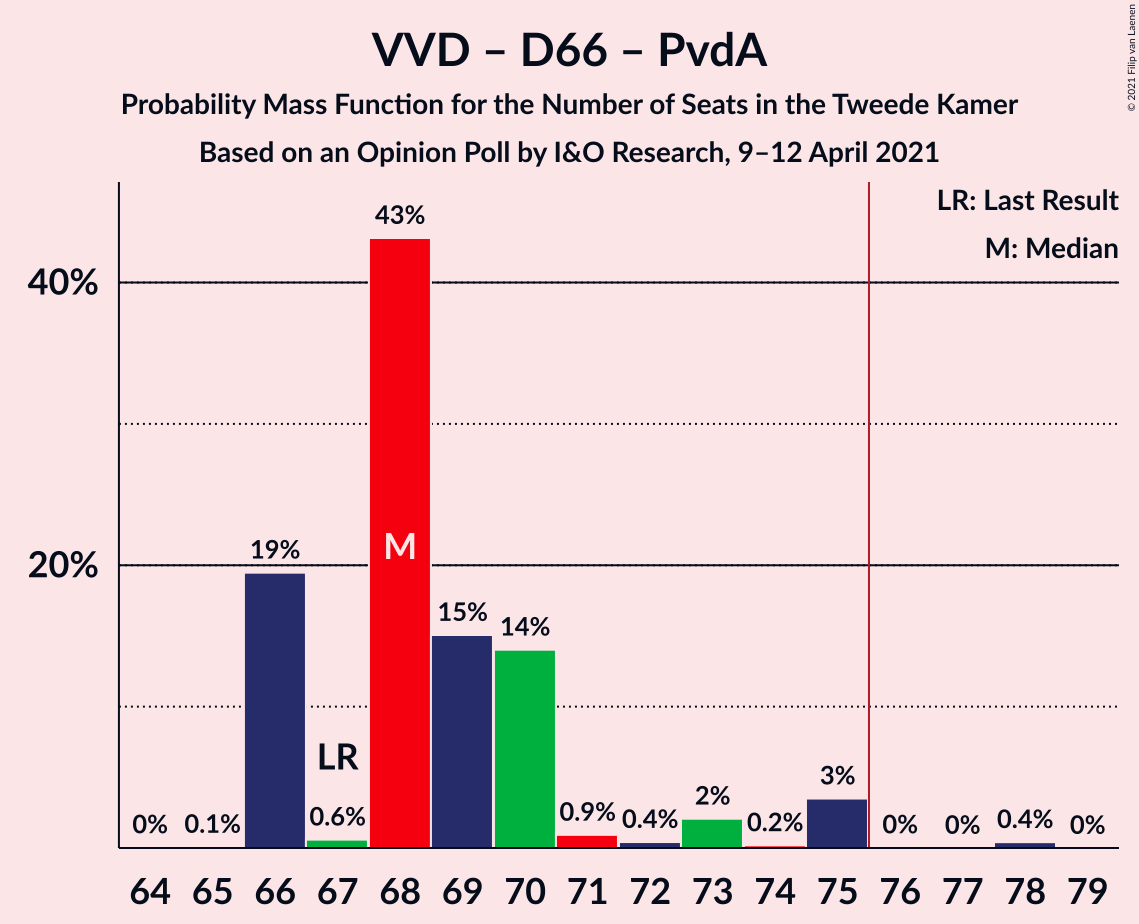 VVD – D66 – PvdA
Probability Mass Function for the Number of Seats in the Tweede Kamer
Based on an Opinion Poll by I&O Research, 9–12 April 2021
© 2021 Filip van Laenen
LR: Last Result
M: Median
40%
20%
0% 0.1% 19% 0.6% 43% 15% 14% 0.9% 0.4% 2% 0.2% 3% 0% 0% 0.4% 0%
LR
M
64 65 66 67 68 69 70 71 72 73 74 75 76 77 78 79